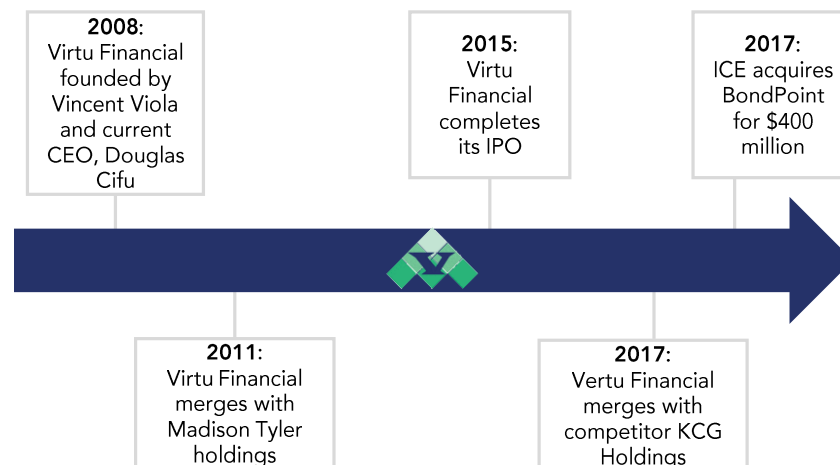 2008:
Virtu Financial
founded by
Vincent Viola
and current
CEO, Douglas
Cifu
2015:
Virtu
Financial
completes
its IPO
2017:
ICE acquires
BondPoint
for $400
million
2011:
Virtu Financial
merges with
Madison Tyler
holdings
2017:
Vertu Financial
merges with
competitor KCG
Holdings